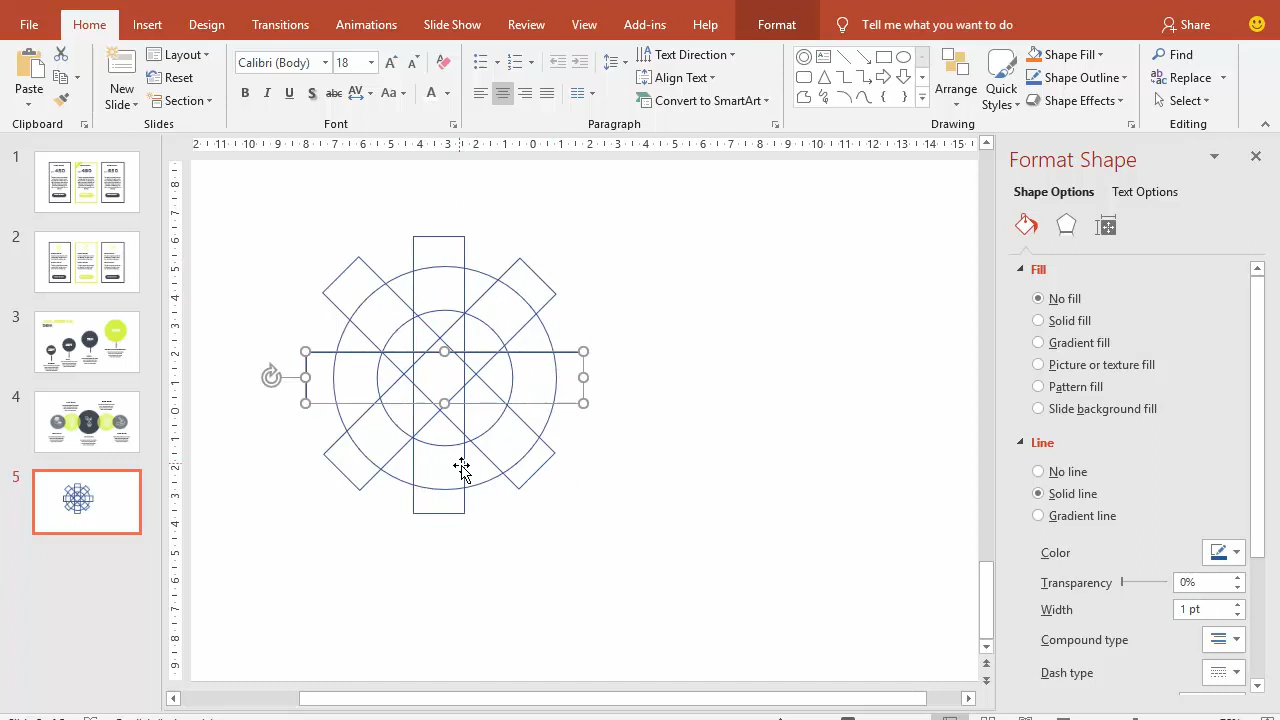 File Home Insert Design Transitions Animations Slide Show Review View Add-ins Help Format Tell me what you want to do Share
Paste
New Slide
Layout
Reset
Section
Calibri (Body) 18
B I U S abc AV Aa A
Text Direction
Align Text
Convert to SmartArt
Arrange
Quick Styles
Shape Fill
Shape Outline
Shape Effects
Find
Replace
Select
Clipboard Slides Font Paragraph Drawing Editing
1
2
3
4
5
Format Shape
Shape Options Text Options
Fill
No fill
Solid fill
Gradient fill
Picture or texture fill
Pattern fill
Slide background fill
Line
No line
Solid line
Gradient line
Color
Transparency 0%
Width 1 pt
Compound type
Dash type